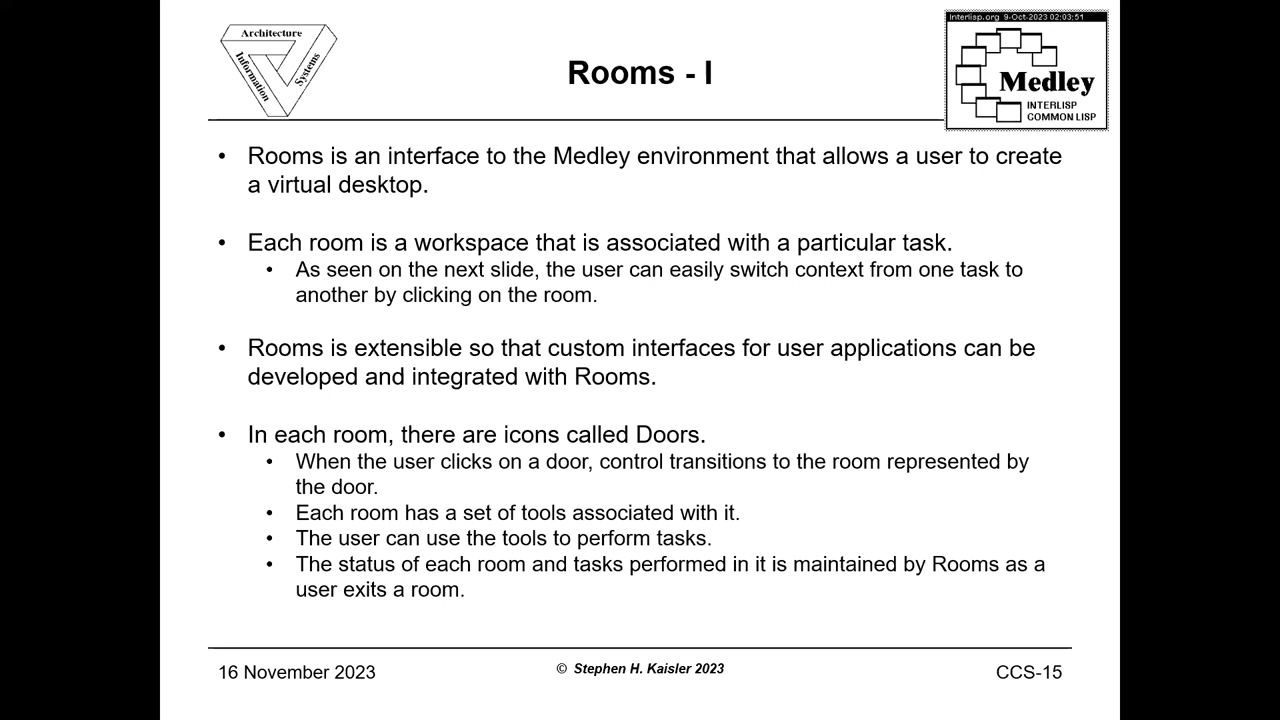 Architecture
Information
Systems
Rooms - I
Interlisp.org 9-Oct-2023 02:03:51
Medley
INTERLISP
COMMON LISP
• Rooms is an interface to the Medley environment that allows a user to create
a virtual desktop.
• Each room is a workspace that is associated with a particular task.
• As seen on the next slide, the user can easily switch context from one task to
another by clicking on the room.
• Rooms is extensible so that custom interfaces for user applications can be
developed and integrated with Rooms.
• In each room, there are icons called Doors.
• When the user clicks on a door, control transitions to the room represented by
the door.
• Each room has a set of tools associated with it.
• The user can use the tools to perform tasks.
• The status of each room and tasks performed in it is maintained by Rooms as a
user exits a room.
16 November 2023
© Stephen H. Kaisler 2023
CCS-15